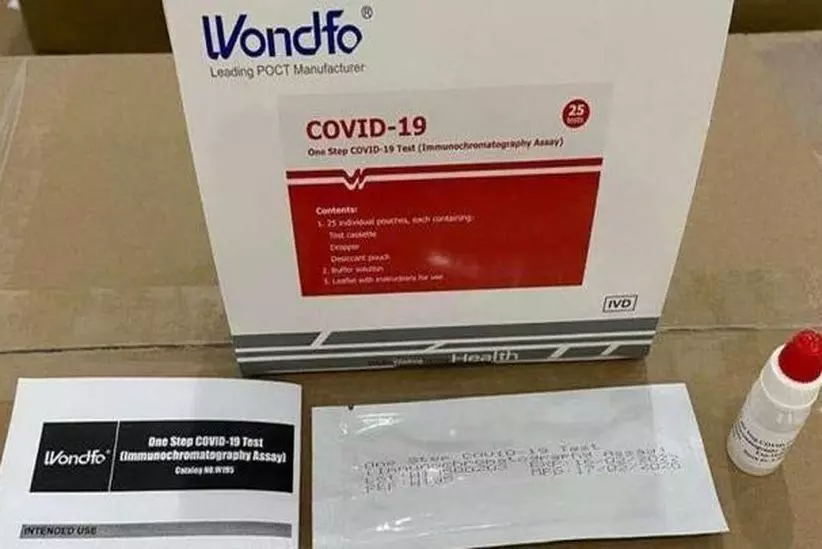 Wondfo®
Leading POCT Manufacturer
25
tests
COVID-19
One Step COVID-19 Test (Immunochromatography Assay)
Contents:
1. 25 individual pouches, each containing:
Test cassette
Dropper
Desiccant pouch
2. Buffer solution
3. Leaflet with instructions for use
IVD
Health
Wondfo®
One Step COVID-19 Test
(Immunochromatography Assay)
Catalog NO.W195
INTENDED USE
One Step COVID-19 Test